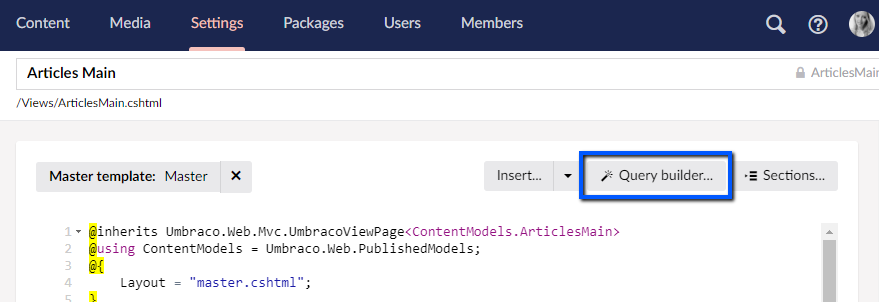 Content Media Settings Packages Users Members
Articles Main ArticlesMain
/Views/ArticlesMain.cshtml
Master template: Master Insert... Query builder... Sections...
1 @inherits Umbraco.Web.Mvc.UmbracoViewPage<ContentModels.ArticlesMain>
2 @using ContentModels = Umbraco.Web.PublishedModels;
3 @{
4 Layout = "master.cshtml";
5 }